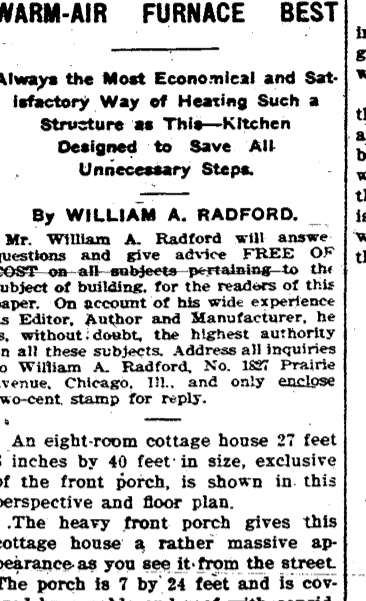 WARM-AIR FURNACE BEST
Always the Most Economical and Sat-
isfactory Way of Heating Such a
Structure as This—Kitchen
Designed to Save All
Unnecessary Steps.
By WILLIAM A. RADFORD.
Mr. William A. Radford will answe
questions and give advice FREE OF
COST on all subjects pertaining to the
subject of building, for the readers of this
paper. On account of his wide experience
as Editor, Author and Manufacturer, he
is, without doubt, the highest authority
on all these subjects. Address all inquiries
to William A. Radford, No. 1827 Prairie
avenue, Chicago, Ill., and only enclose
two-cent stamp for reply.
An eight-room cottage house 27 feet
inches by 40 feet in size, exclusive
of the front porch, is shown in this
perspective and floor plan.
The heavy front porch gives this
cottage house a rather massive ap-
pearance as you see it from the street.
The porch is 7 by 24 feet and is cov-